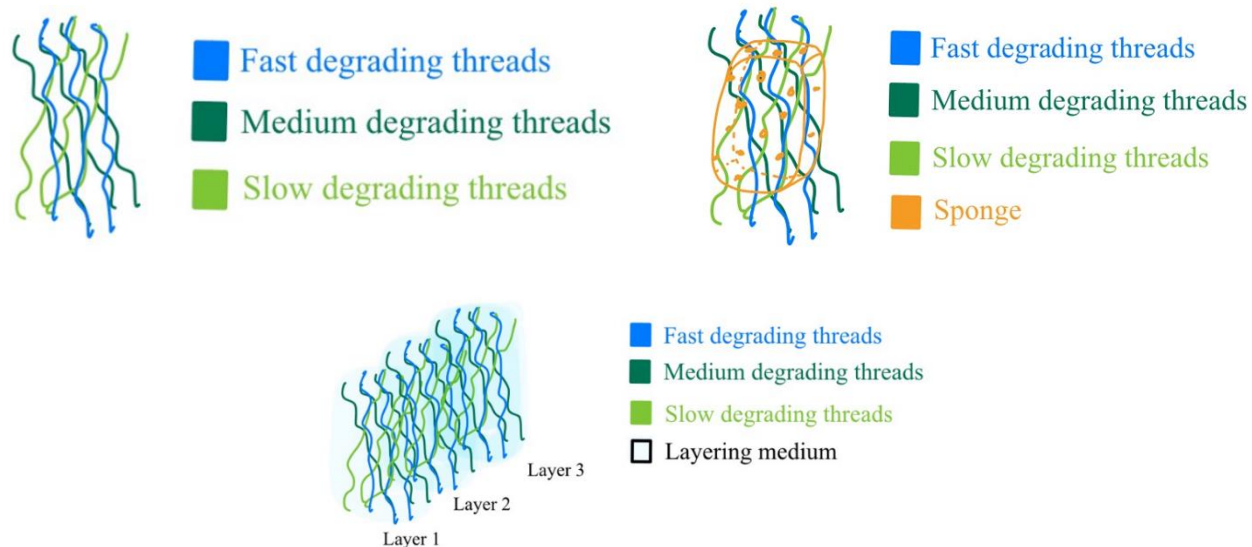 Fast degrading threads
Medium degrading threads
Slow degrading threads
Fast degrading threads
Medium degrading threads
Slow degrading threads
Sponge
Fast degrading threads
Medium degrading threads
Slow degrading threads
Layering medium
Layer 3
Layer 2
Layer 1